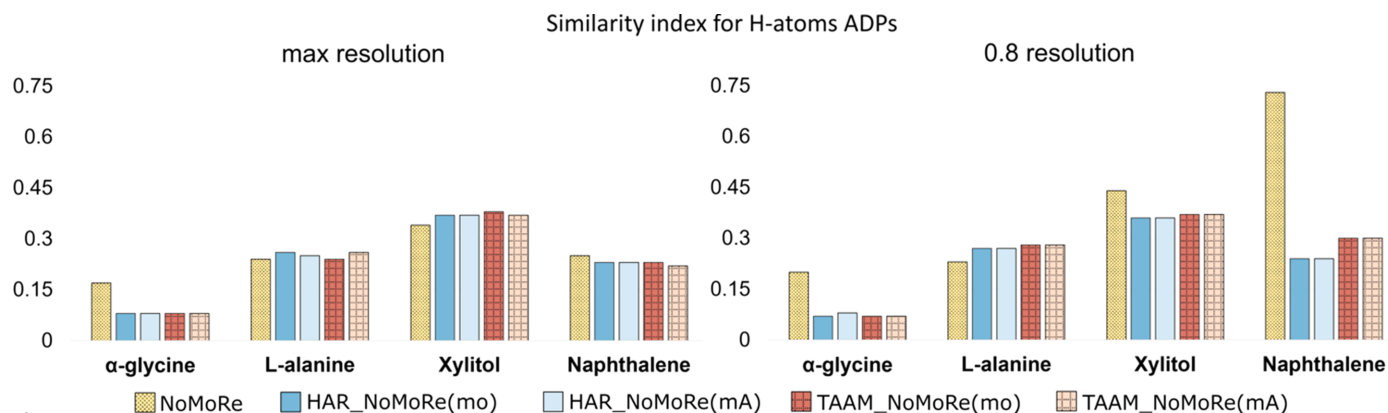 Similarity index for H-atoms ADPs
max resolution
0.75
0.6
0.45
0.3
0.15
0
α-glycine L-alanine Xylitol Naphthalene
0.8 resolution
0.75
0.6
0.45
0.3
0.15
0
α-glycine L-alanine Xylitol Naphthalene
NoMoRe HAR_NoMoRe(mo) HAR_NoMoRe(mA) TAAM_NoMoRe(mo) TAAM_NoMoRe(mA)